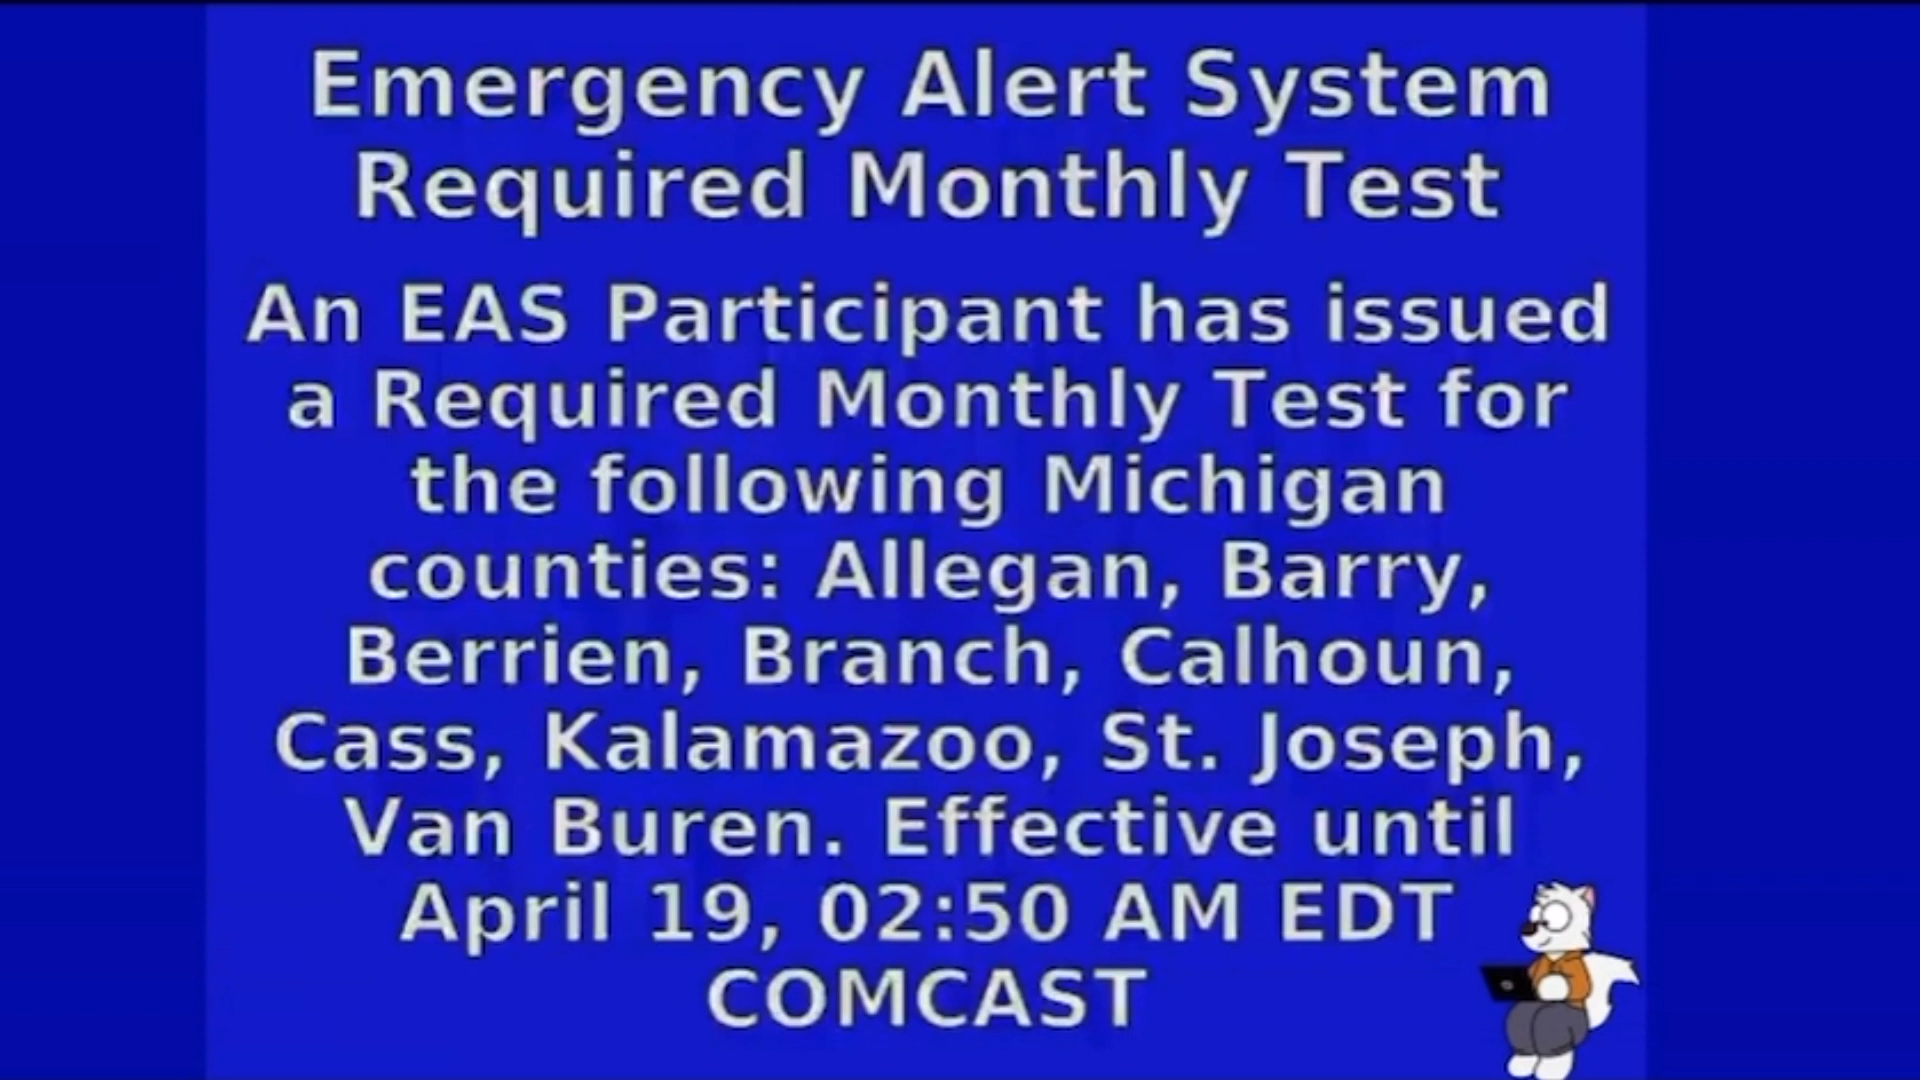 Emergency Alert System
Required Monthly Test
An EAS Participant has issued
a Required Monthly Test for
the following Michigan
counties: Allegan, Barry,
Berrien, Branch, Calhoun,
Cass, Kalamazoo, St. Joseph,
Van Buren. Effective until
April 19, 02:50 AM EDT
COMCAST